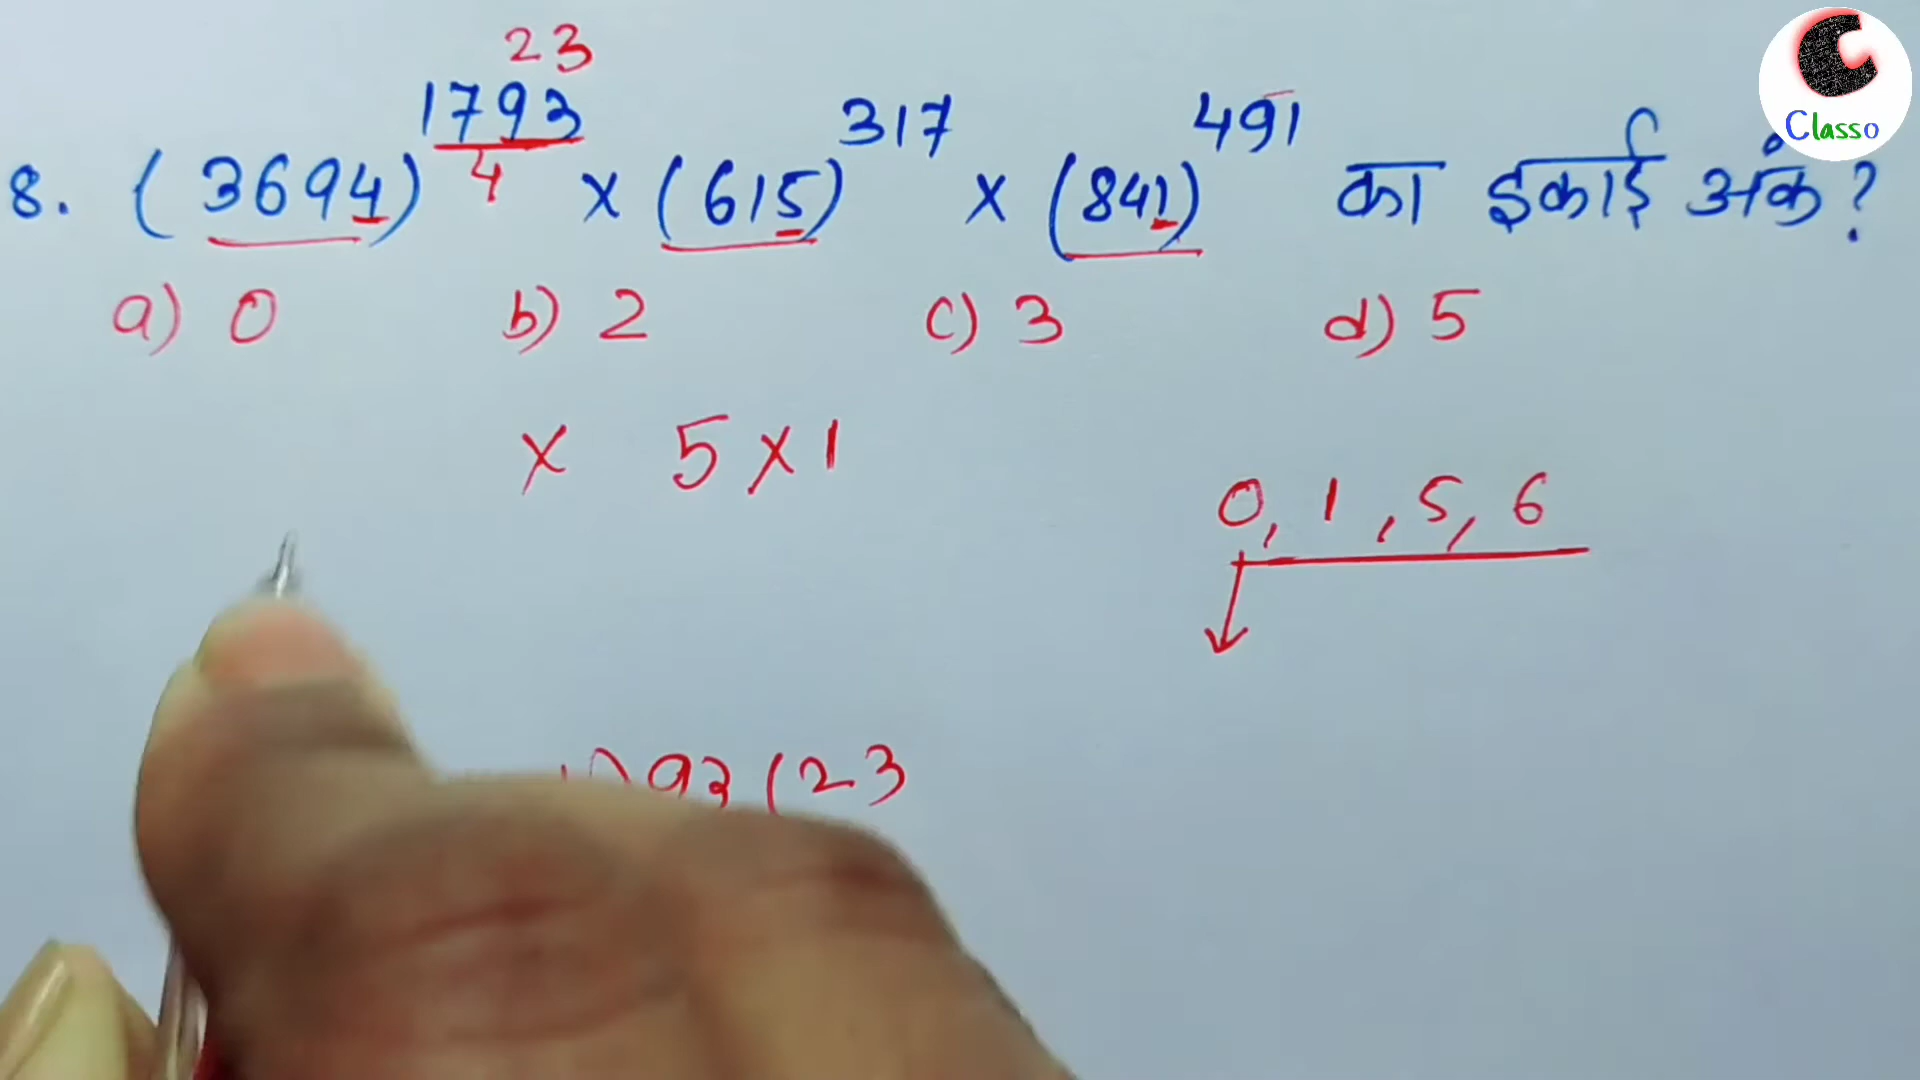 23
8. (3694)^1793/4 × (615)^317 × (841)^491 का इकाई अंक?
a) 0 b) 2 c) 3 d) 5
× 5×1
0, 1, 5, 6
93(23
C
Classo